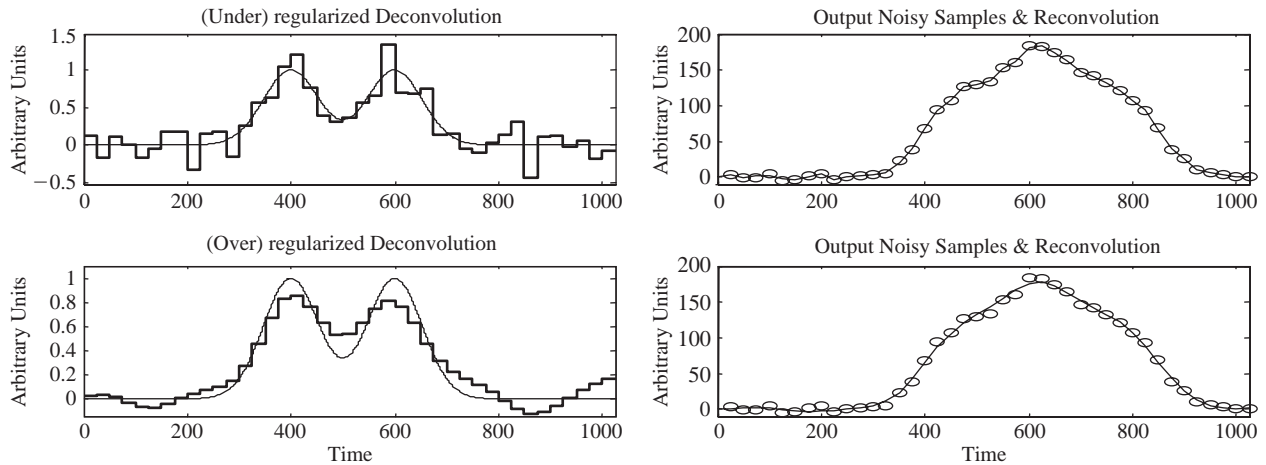 (Under) regularized Deconvolution
Arbitrary Units
1.5
1
0.5
0
−0.5
0 200 400 600 800 1000
Output Noisy Samples & Reconvolution
Arbitrary Units
200
150
100
50
0
0 200 400 600 800 1000
(Over) regularized Deconvolution
Arbitrary Units
1
0.8
0.6
0.4
0.2
0
0 200 400 600 800 1000
Time
Output Noisy Samples & Reconvolution
Arbitrary Units
200
150
100
50
0
0 200 400 600 800 1000
Time